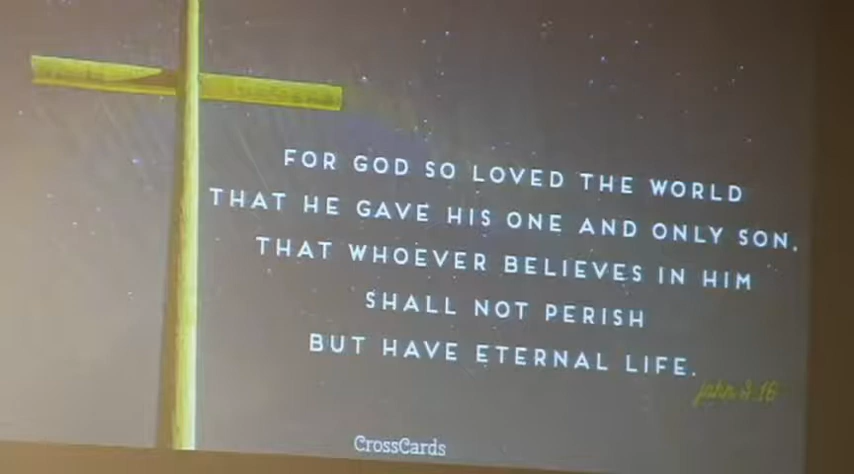 FOR GOD SO LOVED THE WORLD
THAT HE GAVE HIS ONE AND ONLY SON,
THAT WHOEVER BELIEVES IN HIM
SHALL NOT PERISH
BUT HAVE ETERNAL LIFE.
john 3:16
CrossCards